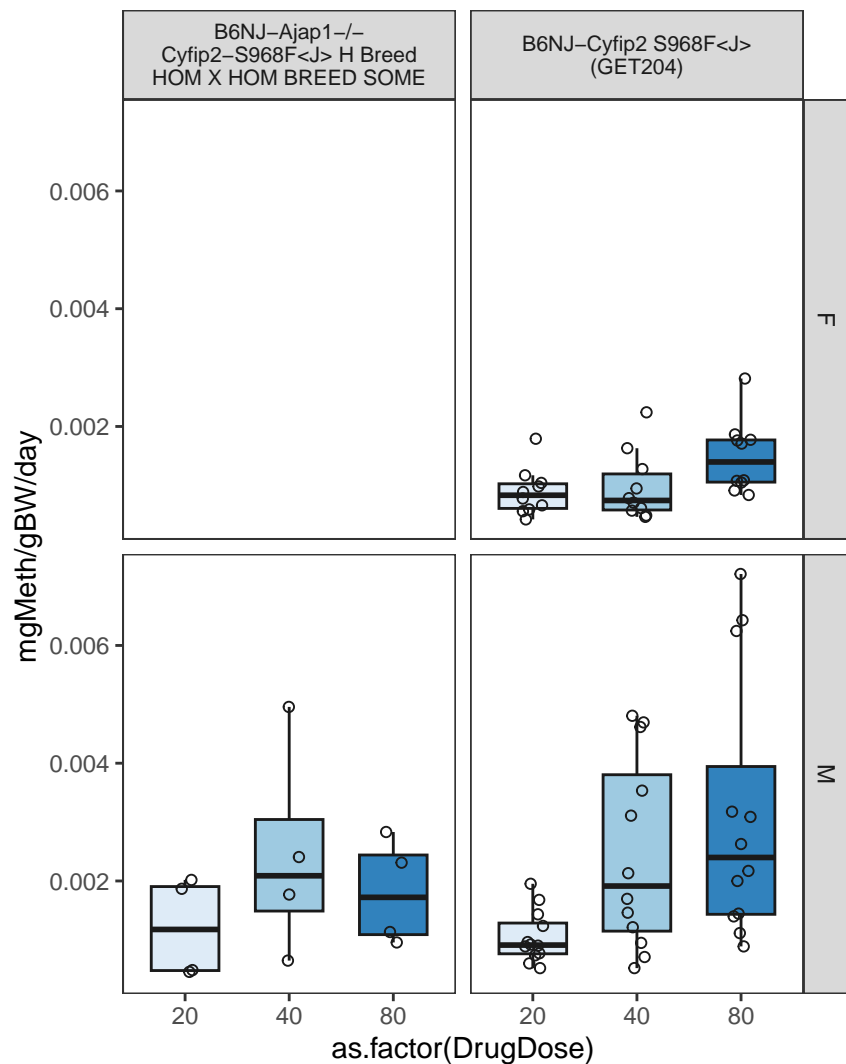 B6NJ−Ajap1−/−
Cyfip2−S968F<J> H Breed
HOM X HOM BREED SOME
B6NJ−Cyfip2 S968F<J>
(GET204)
mgMeth/gBW/day
0.006
0.004
0.002
F
0.006
0.004
0.002
M
20 40 80 20 40 80
as.factor(DrugDose)